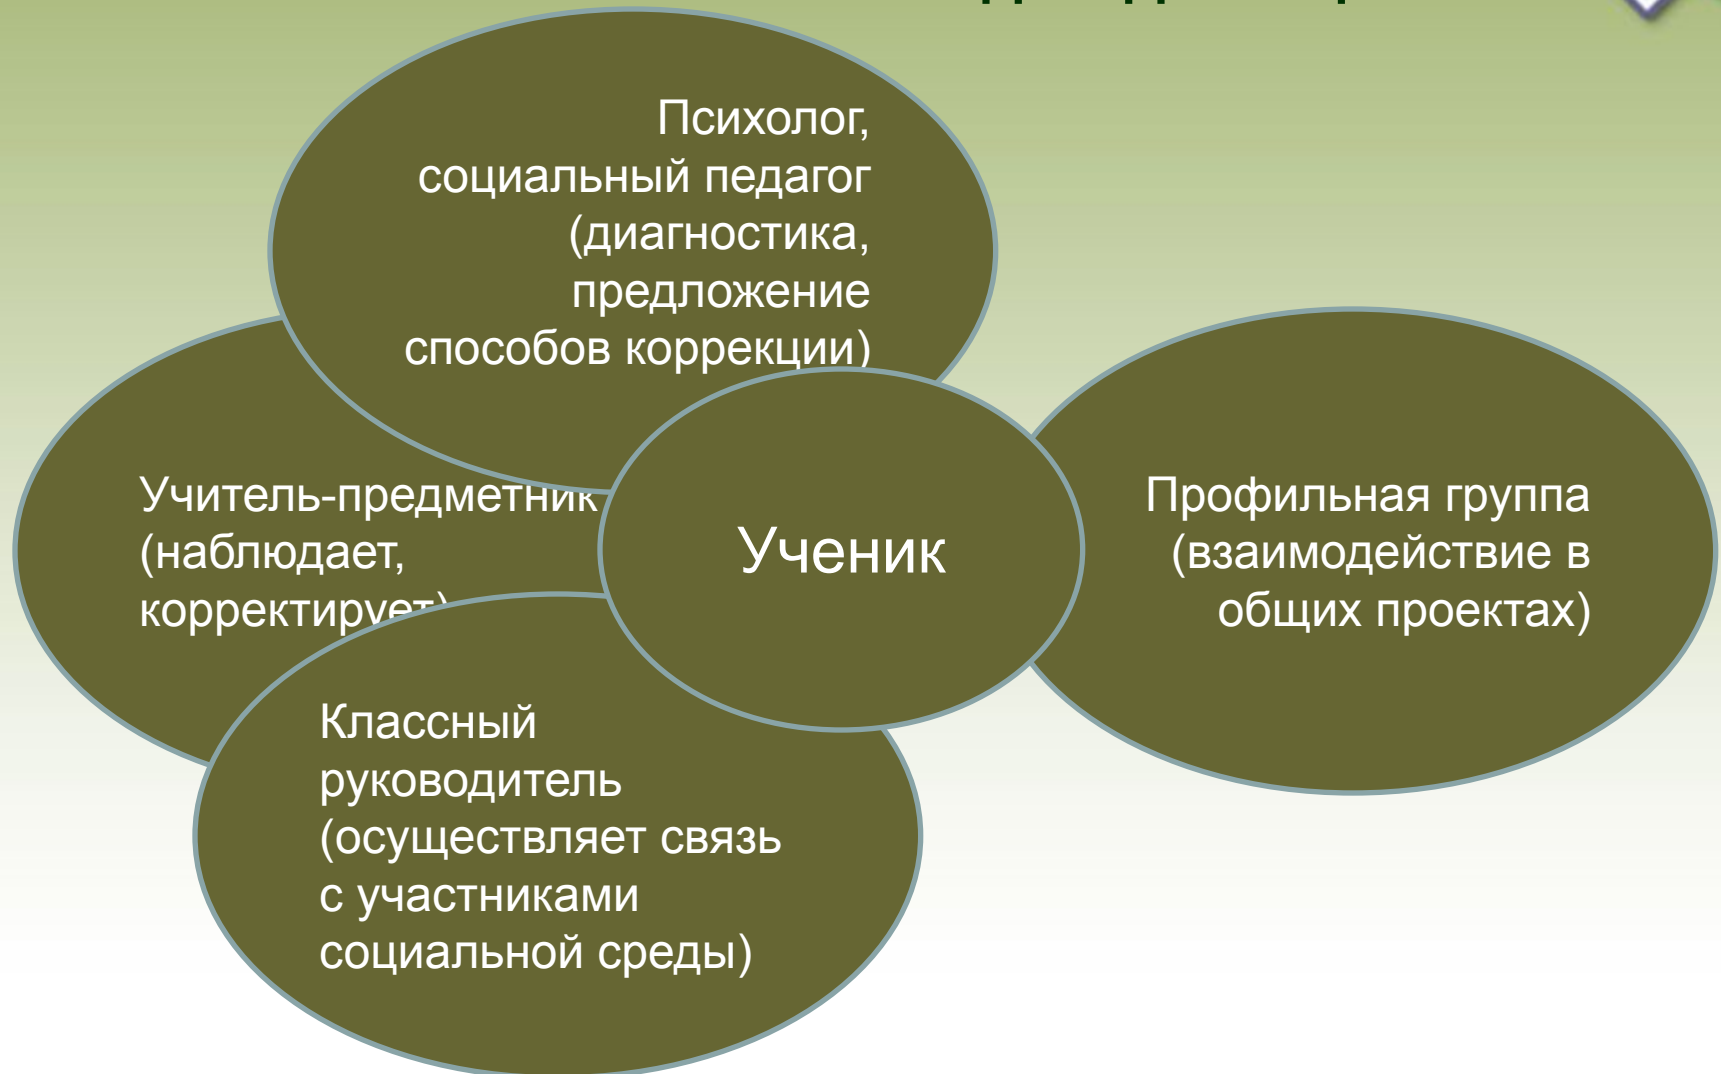 Психолог,
социальный педагог
(диагностика,
предложение
способов коррекции)
Учитель-предметник
(наблюдает,
корректирует)
Ученик
Профильная группа
(взаимодействие в
общих проектах)
Классный
руководитель
(осуществляет связь
с участниками
социальной среды)